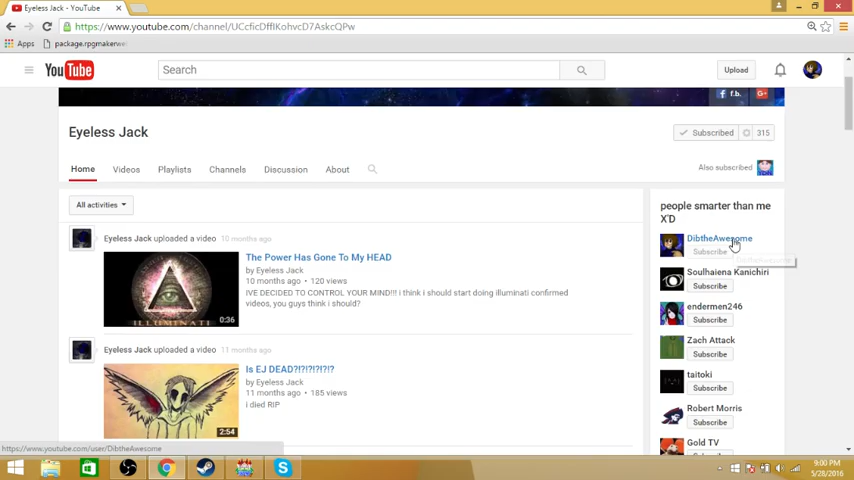 Eyeless Jack - YouTube
https://www.youtube.com/channel/UCcficDfflKohvcD7AskcQPw
Apps package.rpgmakerwe
YouTube Search Upload
f.b.
Eyeless Jack
Subscribed 315
Home Videos Playlists Channels Discussion About
Also subscribed
All activities
Eyeless Jack uploaded a video 10 months ago
The Power Has Gone To My HEAD
by Eyeless Jack
10 months ago • 120 views
IVE DECIDED TO CONTROL YOUR MIND!!! i think i should start doing illuminati confirmed
videos, you guys think i should?
ILLUMINATI
0:36
Eyeless Jack uploaded a video 11 months ago
Is EJ DEAD?!?!?!?!?!?
by Eyeless Jack
11 months ago • 185 views
i died RIP
2:54
people smarter than me
X'D
DibtheAwesome
Subscribe
DibtheAwesome
Soulhaiena Kanichiri
Subscribe
endermen246
Subscribe
Zach Attack
Subscribe
taitoki
Subscribe
Robert Morris
Subscribe
Gold TV
https://www.youtube.com/user/DibtheAwesome
9:00 PM
5/28/2016